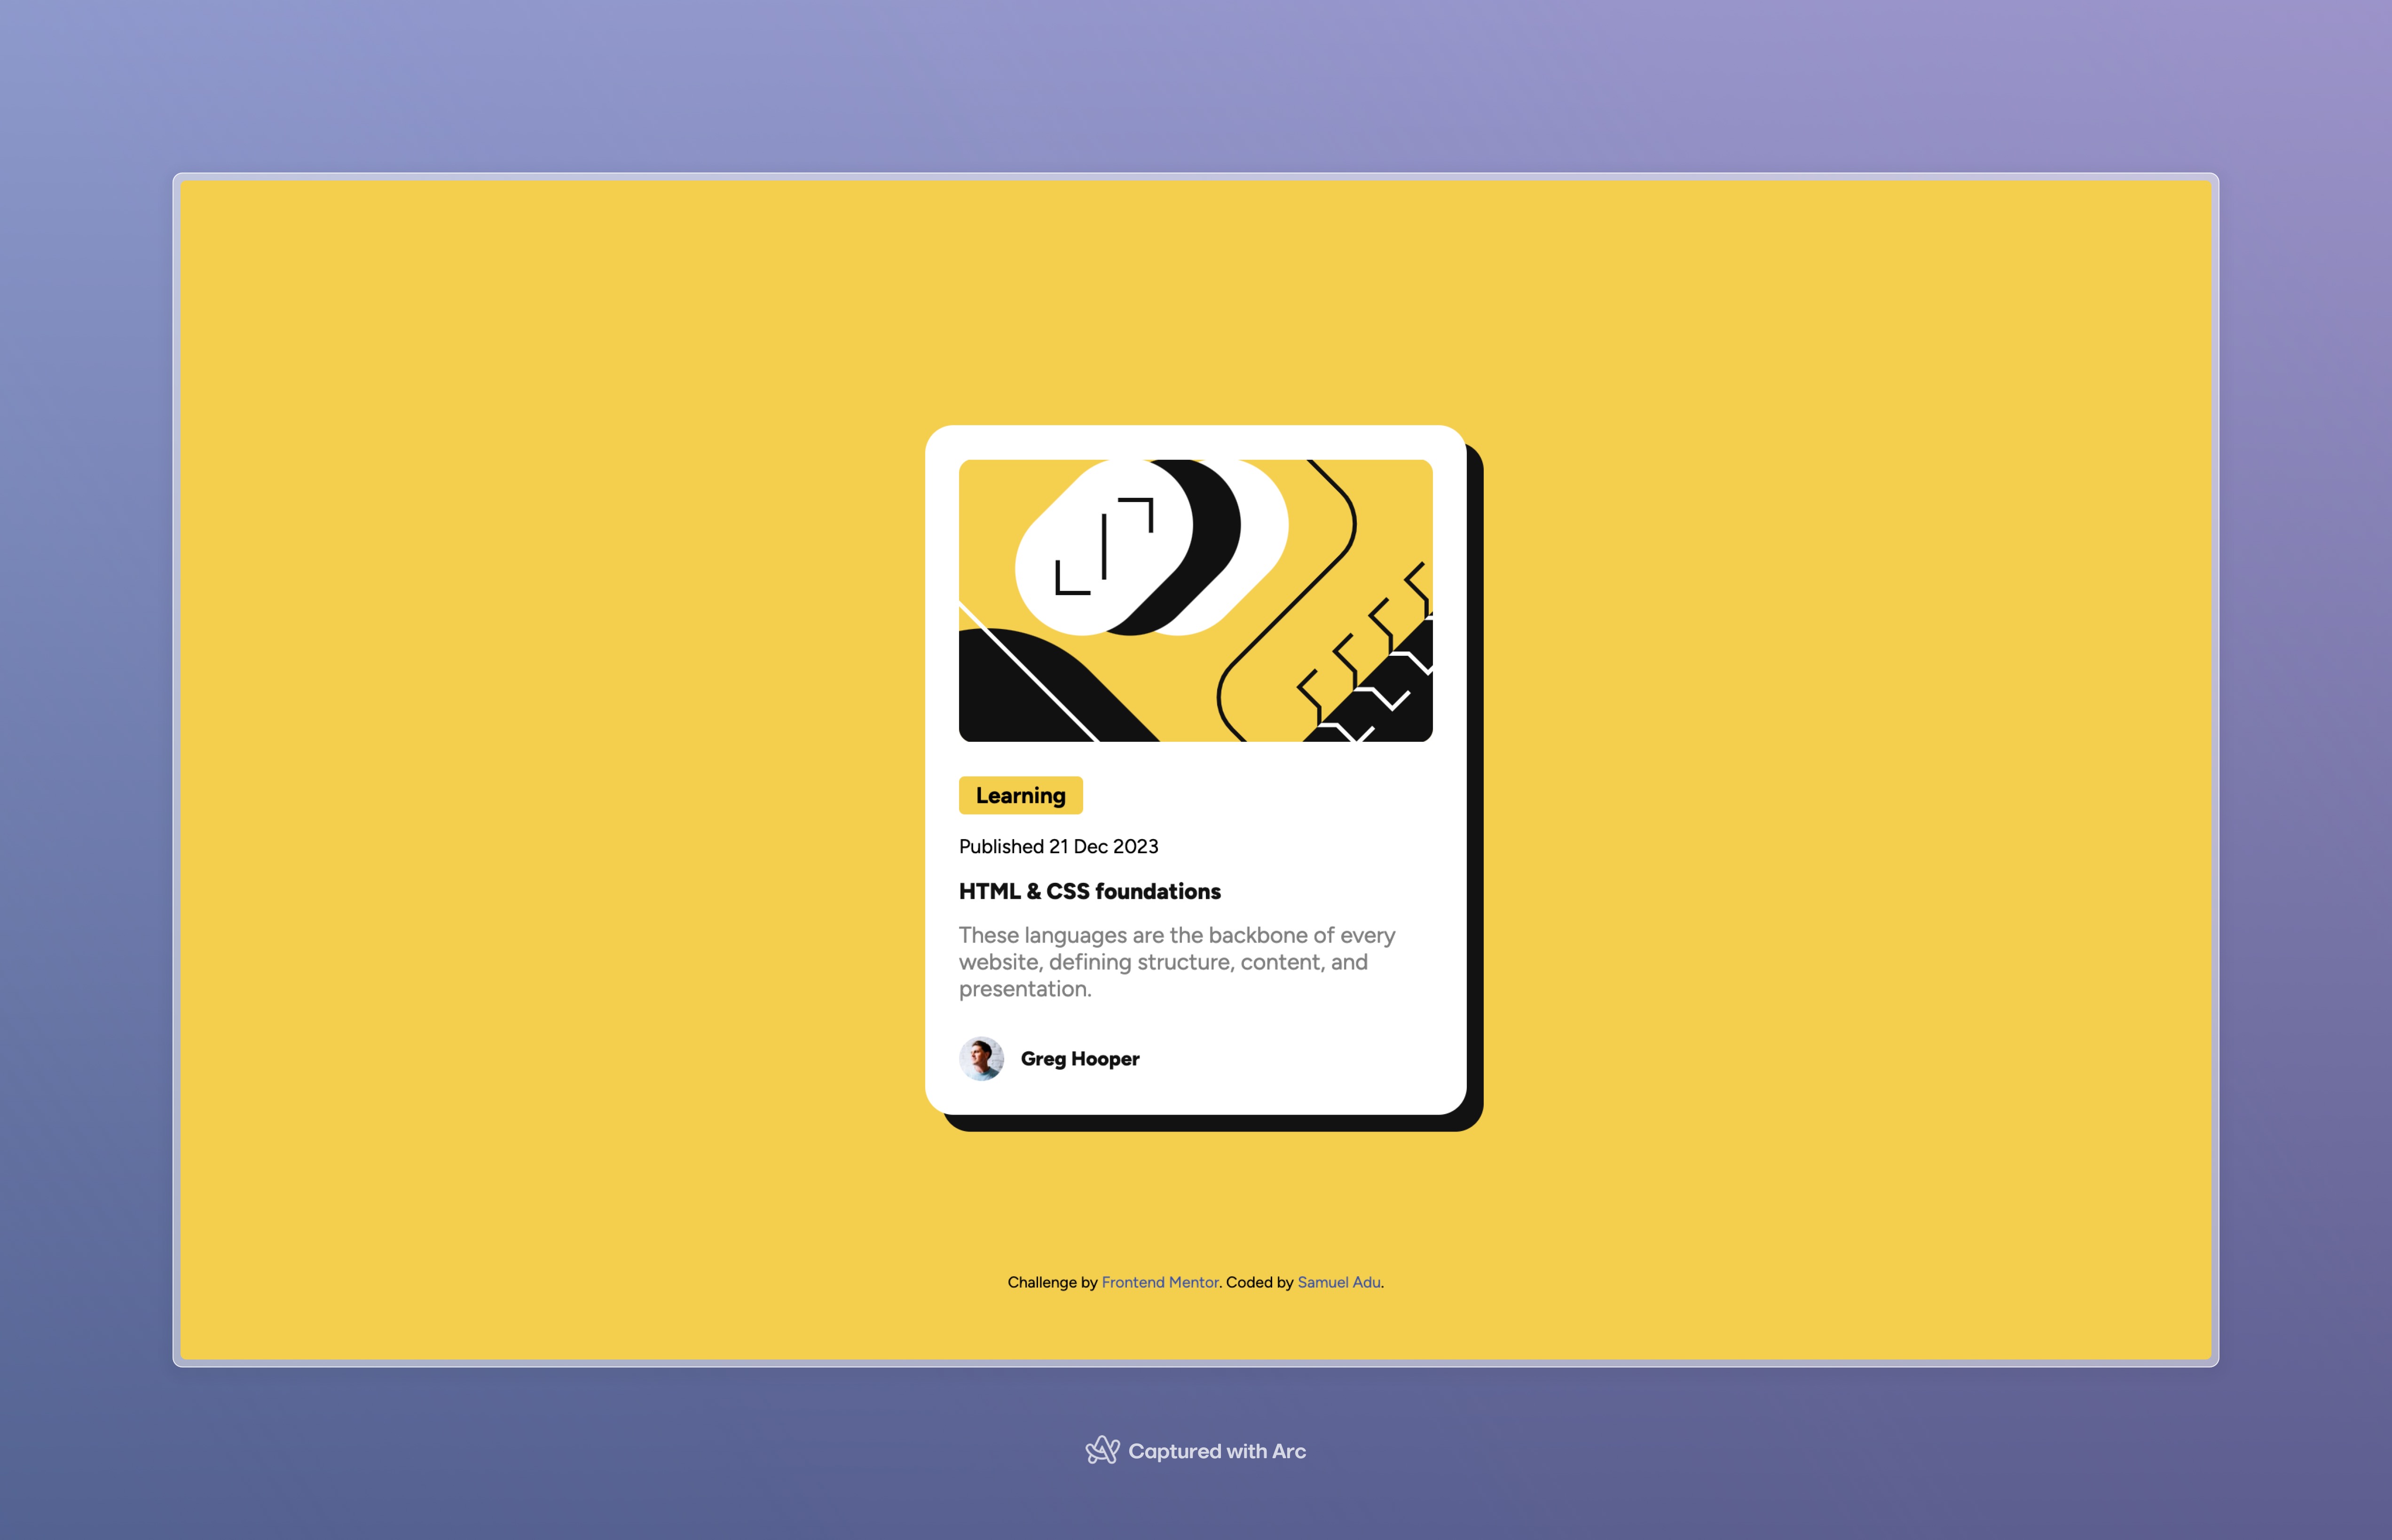 Learning
Published 21 Dec 2023
HTML & CSS foundations
These languages are the backbone of every
website, defining structure, content, and
presentation.
Greg Hooper
Challenge by Frontend Mentor. Coded by Samuel Adu.
Captured with Arc